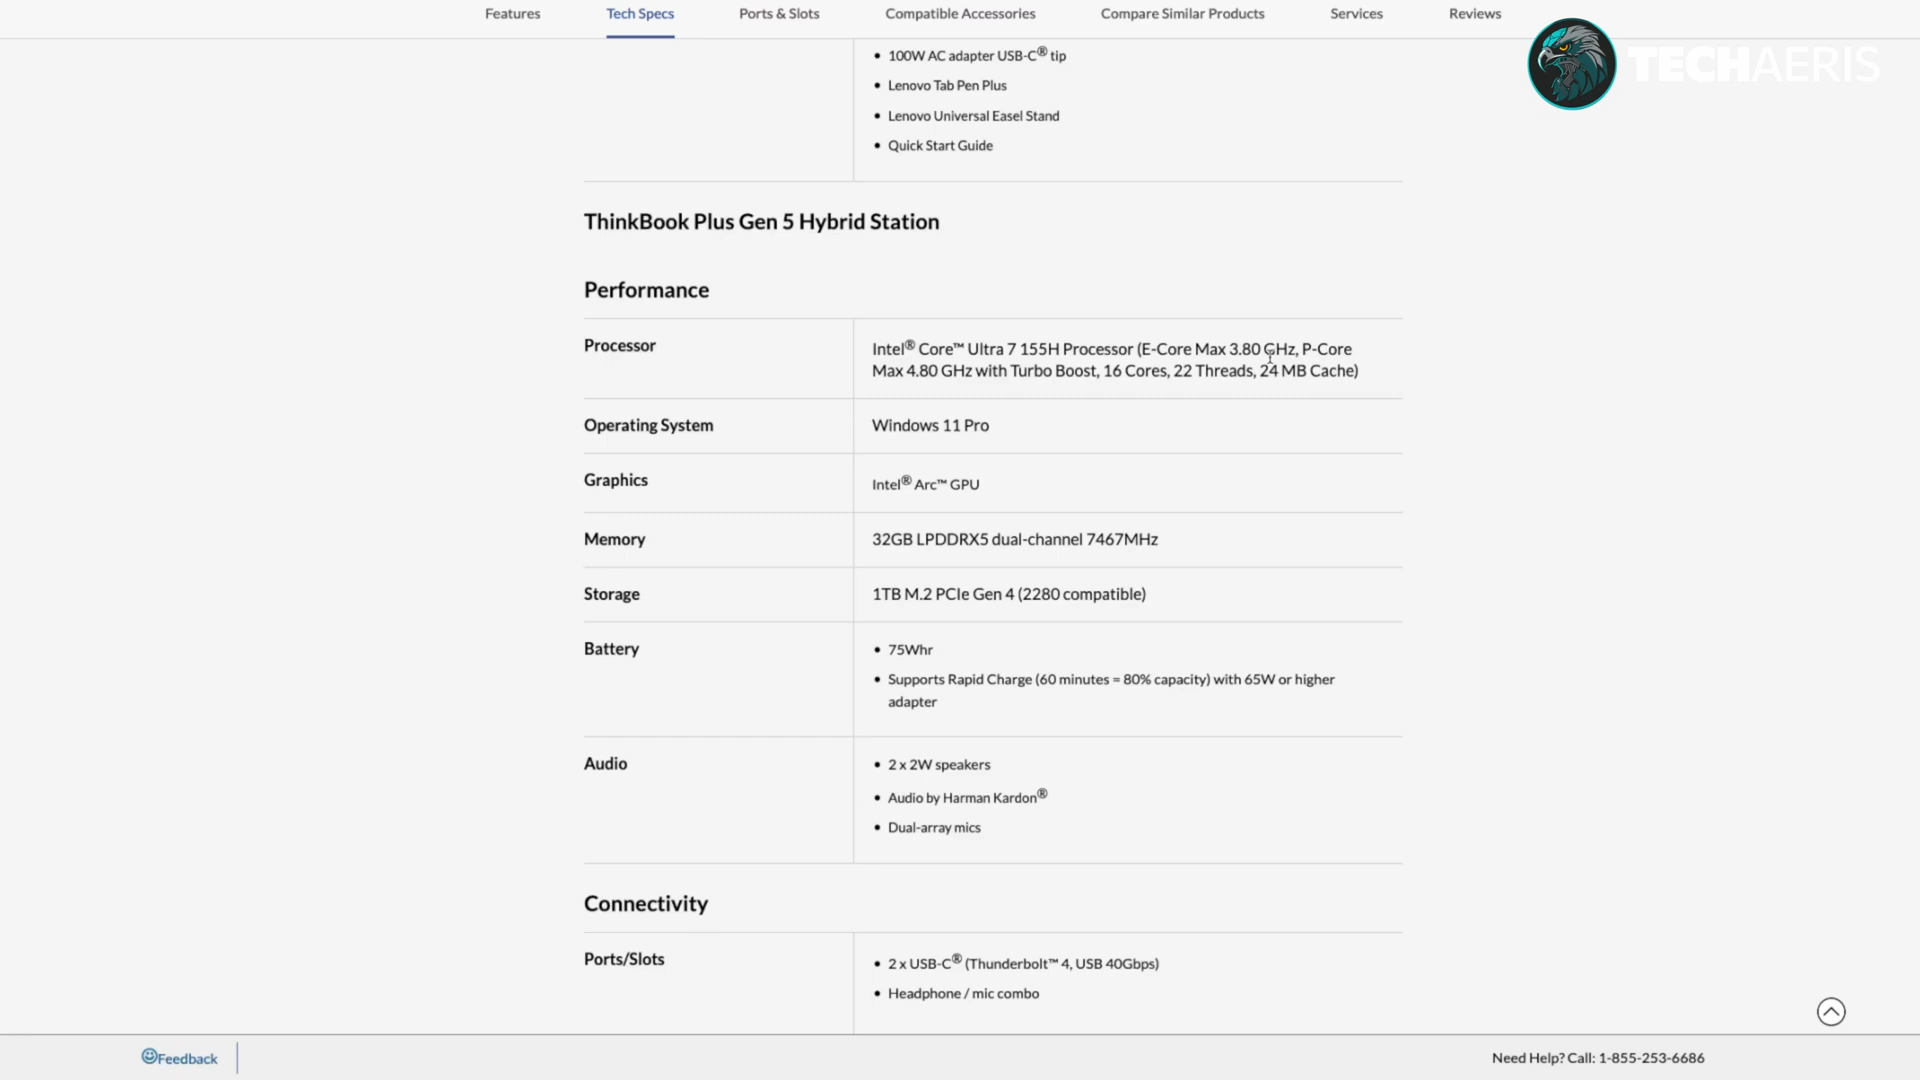 Features Tech Specs Ports & Slots Compatible Accessories Compare Similar Products Services Reviews
TECHAERIS
• 100W AC adapter USB-C® tip
• Lenovo Tab Pen Plus
• Lenovo Universal Easel Stand
• Quick Start Guide
ThinkBook Plus Gen 5 Hybrid Station
Performance
Processor
Intel® Core™ Ultra 7 155H Processor (E-Core Max 3.80 GHz, P-Core
Max 4.80 GHz with Turbo Boost, 16 Cores, 22 Threads, 24 MB Cache)
Operating System
Windows 11 Pro
Graphics
Intel® Arc™ GPU
Memory
32GB LPDDRX5 dual-channel 7467MHz
Storage
1TB M.2 PCIe Gen 4 (2280 compatible)
Battery
• 75Whr
• Supports Rapid Charge (60 minutes = 80% capacity) with 65W or higher
adapter
Audio
• 2 x 2W speakers
• Audio by Harman Kardon®
• Dual-array mics
Connectivity
Ports/Slots
• 2 x USB-C® (Thunderbolt™ 4, USB 40Gbps)
• Headphone / mic combo
Feedback
Need Help? Call: 1-855-253-6686